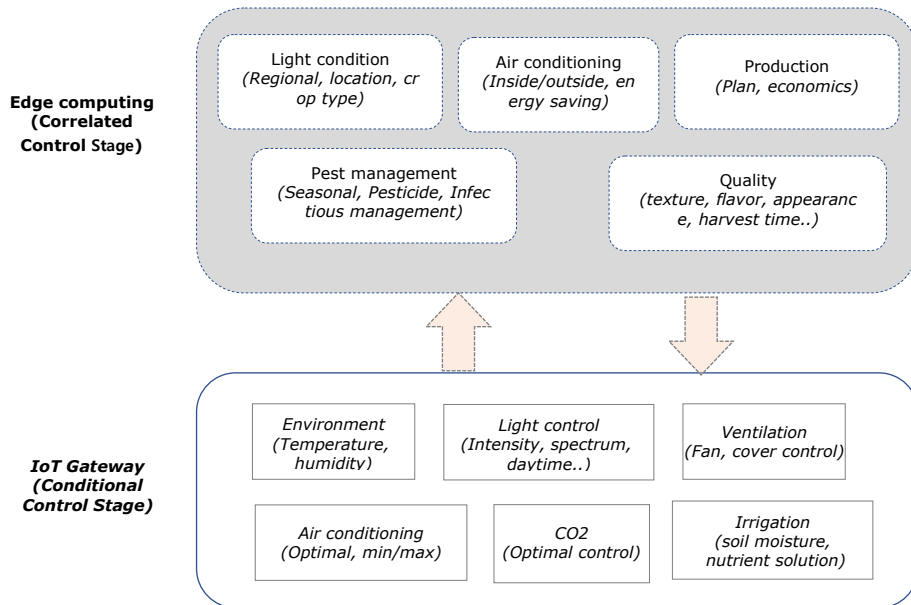 Light condition
(Regional, location, cr
op type)
Air conditioning
(Inside/outside, en
ergy saving)
Production
(Plan, economics)
Edge computing
(Correlated
Control Stage)
Pest management
(Seasonal, Pesticide, Infec
tious management)
Quality
(texture, flavor, appearanc
e, harvest time..)
Environment
(Temperature,
humidity)
Light control
(Intensity, spectrum,
daytime..)
Ventilation
(Fan, cover control)
IoT Gateway
(Conditional
Control Stage)
Air conditioning
(Optimal, min/max)
CO2
(Optimal control)
Irrigation
(soil moisture,
nutrient solution)